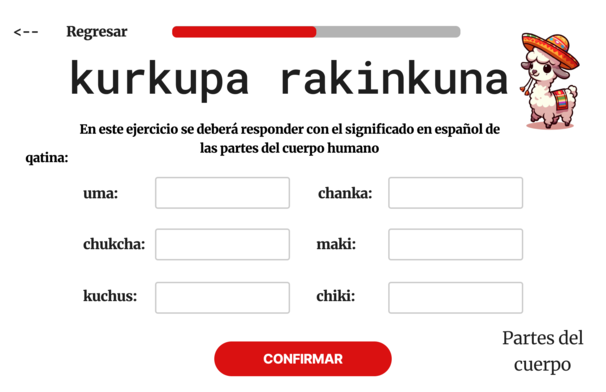 <-- Regresar
kurkupa rakinkuna
En este ejercicio se deberá responder con el significado en español de
las partes del cuerpo humano
qatina:
uma:
chanka:
chukcha:
maki:
kuchus:
chiki:
CONFIRMAR
Partes del
cuerpo